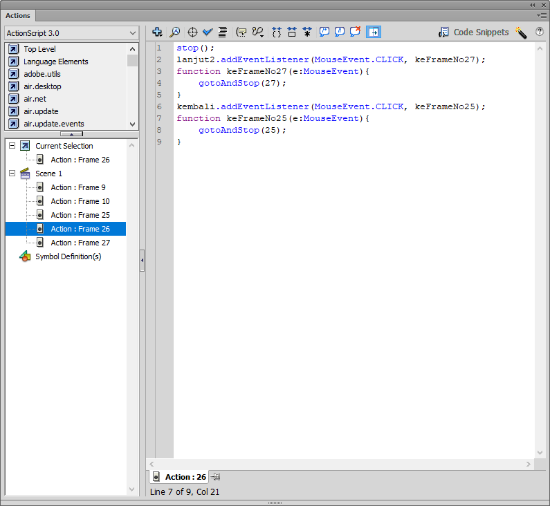 Actions
ActionScript 3.0
Top Level
Language Elements
adobe.utils
air.desktop
air.net
air.update
air.update.events
Current Selection
Action : Frame 26
Scene 1
Action : Frame 9
Action : Frame 10
Action : Frame 25
Action : Frame 26
Action : Frame 27
Symbol Definition(s)
Code Snippets
1 stop();
2 lanjut2.addEventListener(MouseEvent.CLICK, keFrameNo27);
3 function keFrameNo27(e:MouseEvent){
4 gotoAndStop(27);
5 }
6 kembali.addEventListener(MouseEvent.CLICK, keFrameNo25);
7 function keFrameNo25(e:MouseEvent){
8 gotoAndStop(25);
9 }
Action : 26
Line 7 of 9, Col 21